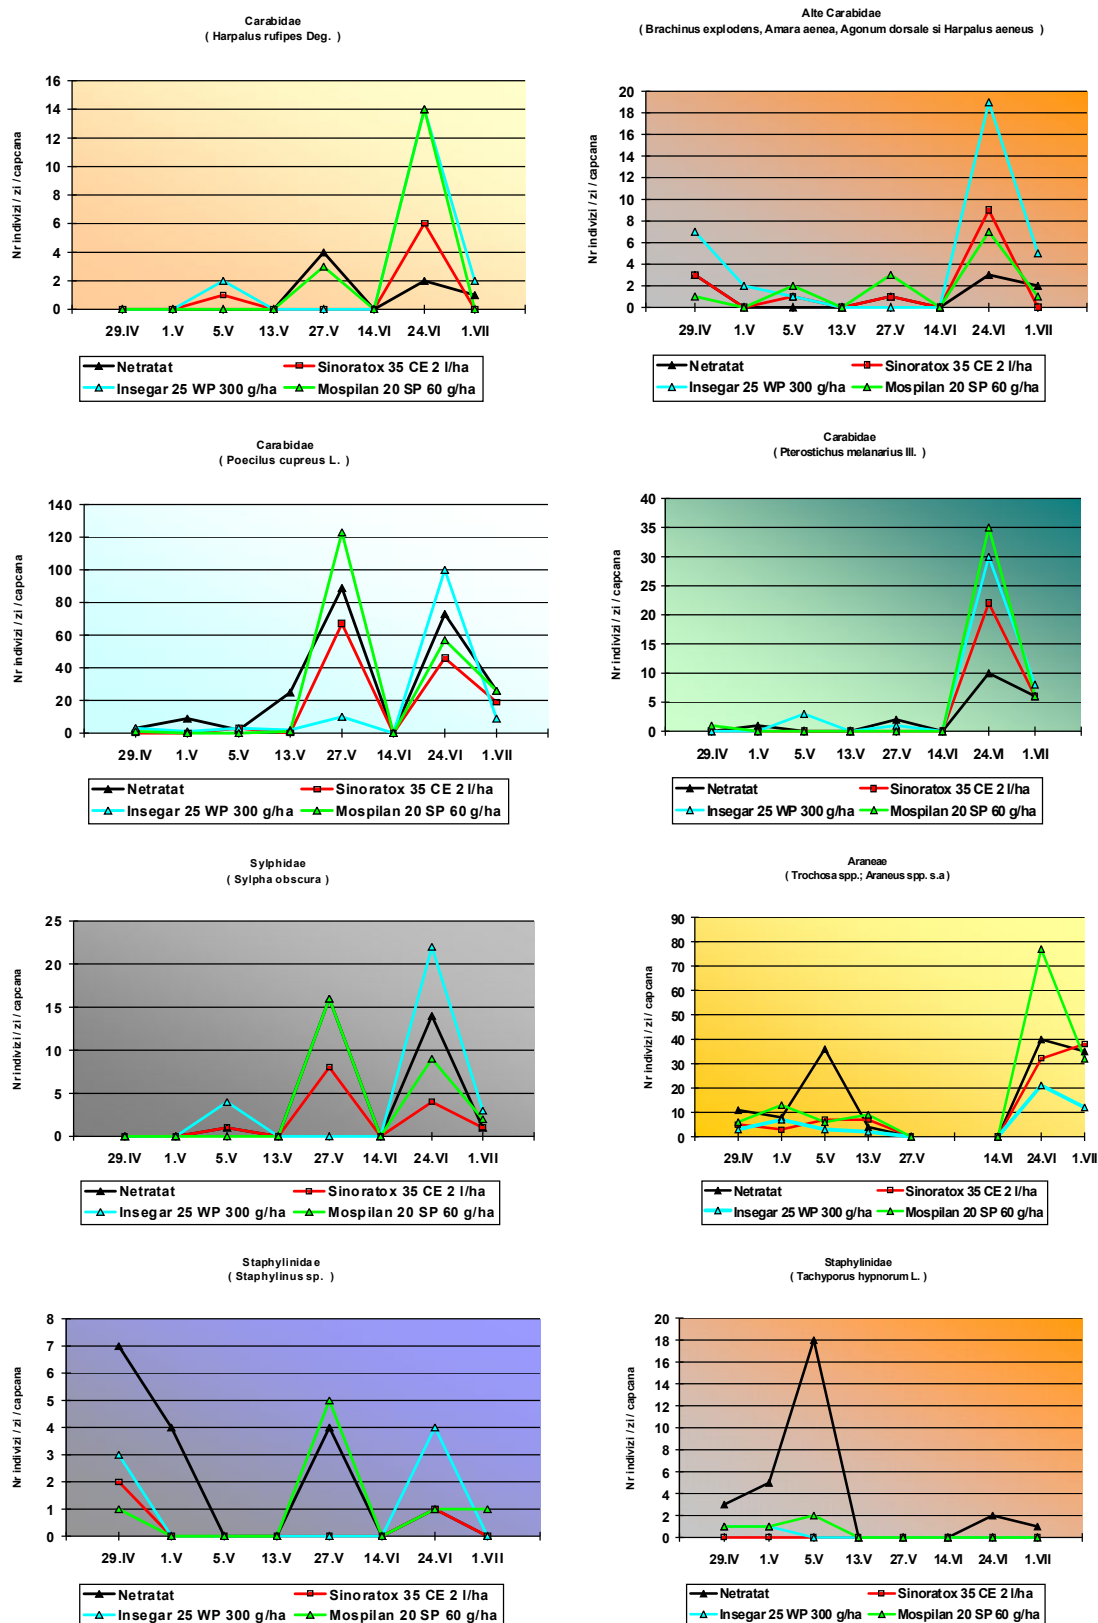 Carabidae
( Harpalus rufipes Deg. )
Nr indivizi / zi / capcana
16
14
12
10
8
6
4
2
0
29.IV 1.V 5.V 13.V 27.V 14.VI 24.VI 1.VII
Netratat Sinoratox 35 CE 2 l/ha
Insegar 25 WP 300 g/ha Mospilan 20 SP 60 g/ha
Alte Carabidae
( Brachinus explodens, Amara aenea, Agonum dorsale si Harpalus aeneus )
Nr indivizi / zi / capcana
20
18
16
14
12
10
8
6
4
2
0
29.IV 1.V 5.V 13.V 27.V 14.VI 24.VI 1.VII
Netratat Sinoratox 35 CE 2 l/ha
Insegar 25 WP 300 g/ha Mospilan 20 SP 60 g/ha
Carabidae
( Poecilus cupreus L. )
Nr indivizi / zi / capcana
140
120
100
80
60
40
20
0
29.IV 1.V 5.V 13.V 27.V 14.VI 24.VI 1.VII
Netratat Sinoratox 35 CE 2 l/ha
Insegar 25 WP 300 g/ha Mospilan 20 SP 60 g/ha
Carabidae
( Pterostichus melanarius Ill. )
Nr indivizi / zi / capcana
40
35
30
25
20
15
10
5
0
29.IV 1.V 5.V 13.V 27.V 14.VI 24.VI 1.VII
Netratat Sinoratox 35 CE 2 l/ha
Insegar 25 WP 300 g/ha Mospilan 20 SP 60 g/ha
Sylphidae
( Sylpha obscura )
Nr indivizi / zi / capcana
25
20
15
10
5
0
29.IV 1.V 5.V 13.V 27.V 14.VI 24.VI 1.VII
Netratat Sinoratox 35 CE 2 l/ha
Insegar 25 WP 300 g/ha Mospilan 20 SP 60 g/ha
Araneae
( Trochosa spp.; Araneus spp. s.a )
Nr indivizi / zi / capcana
90
80
70
60
50
40
30
20
10
0
29.IV 1.V 5.V 13.V 27.V 14.VI 24.VI 1.VII
Netratat Sinoratox 35 CE 2 l/ha
Insegar 25 WP 300 g/ha Mospilan 20 SP 60 g/ha
Staphylinidae
( Staphylinus sp. )
Nr indivizi / zi / capcana
8
7
6
5
4
3
2
1
0
29.IV 1.V 5.V 13.V 27.V 14.VI 24.VI 1.VII
Netratat Sinoratox 35 CE 2 l/ha
Insegar 25 WP 300 g/ha Mospilan 20 SP 60 g/ha
Staphylinidae
( Tachyporus hypnorum L. )
Nr indivizi / zi / capcana
20
18
16
14
12
10
8
6
4
2
0
29.IV 1.V 5.V 13.V 27.V 14.VI 24.VI 1.VII
Netratat Sinoratox 35 CE 2 l/ha
Insegar 25 WP 300 g/ha Mospilan 20 SP 60 g/ha